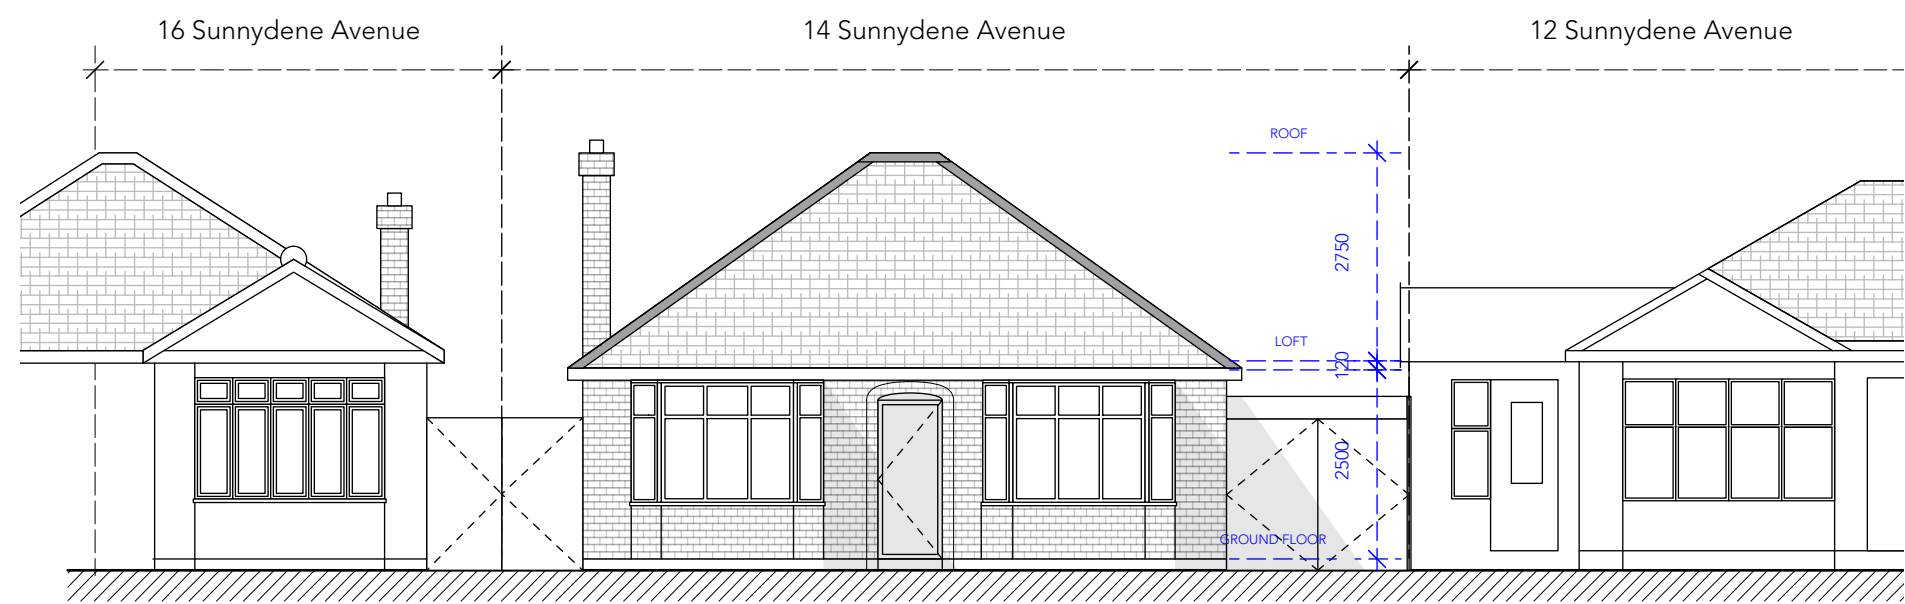 16 Sunnydene Avenue
14 Sunnydene Avenue
12 Sunnydene Avenue
ROOF
2750
LOFT
120
2500
GROUND FLOOR